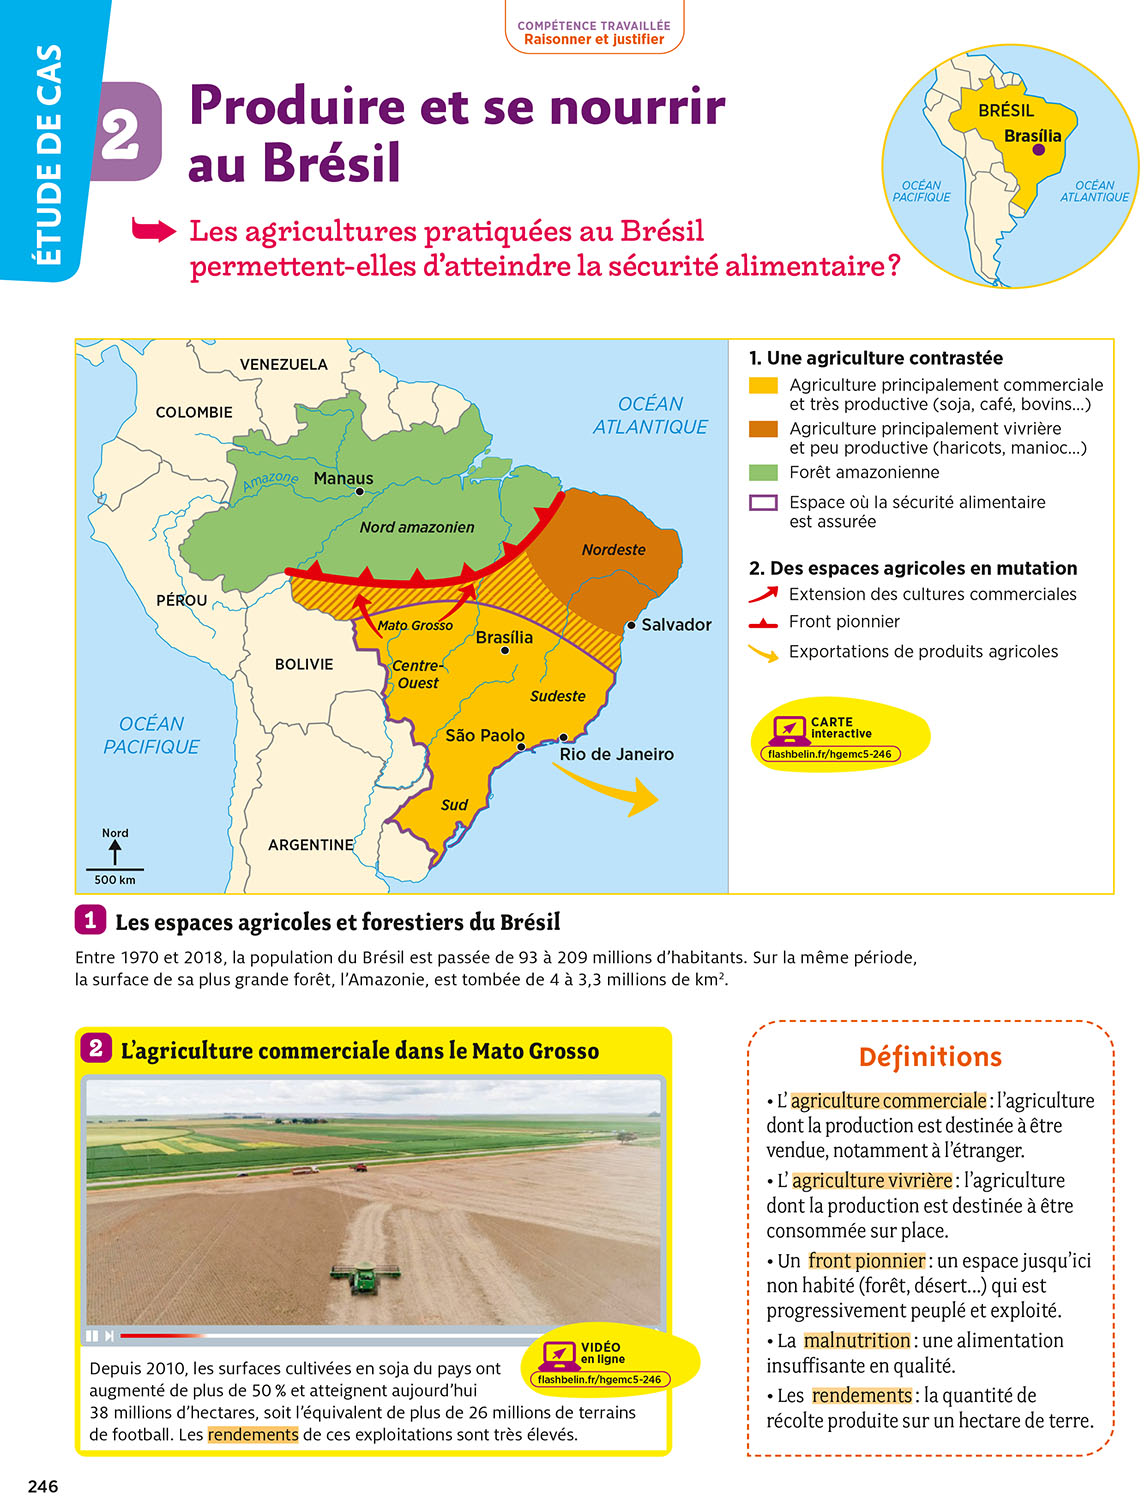 COMPÉTENCE TRAVAILLÉE
Raisonner et justifier
ÉTUDE DE CAS
2
Produire et se nourrir
au Brésil
Les agricultures pratiquées au Brésil
permettent-elles d'atteindre la sécurité alimentaire ?
BRÉSIL
Brasília
OCÉAN
PACIFIQUE
OCÉAN
ATLANTIQUE
VENEZUELA
COLOMBIE
OCÉAN
ATLANTIQUE
Amazone
Manaus
Nord amazonien
Nordeste
PÉROU
Mato Grosso
Salvador
Brasília
BOLIVIE
Centre-
Ouest
Sudeste
OCÉAN
PACIFIQUE
São Paolo
Rio de Janeiro
Sud
Nord
500 km
ARGENTINE
1. Une agriculture contrastée
Agriculture principalement commerciale
et très productive (soja, café, bovins...)
Agriculture principalement vivrière
et peu productive (haricots, manioc...)
Forêt amazonienne
Espace où la sécurité alimentaire
est assurée
2. Des espaces agricoles en mutation
Extension des cultures commerciales
Front pionnier
Exportations de produits agricoles
CARTE
interactive
flashbelin.fr/hgemc5-246
1 Les espaces agricoles et forestiers du Brésil
Entre 1970 et 2018, la population du Brésil est passée de 93 à 209 millions d'habitants. Sur la même période,
la surface de sa plus grande forêt, l'Amazonie, est tombée de 4 à 3,3 millions de km².
2 L'agriculture commerciale dans le Mato Grosso
VIDÉO
en ligne
flashbelin.fr/hgemc5-246
Depuis 2010, les surfaces cultivées en soja du pays ont
augmenté de plus de 50 % et atteignent aujourd'hui
38 millions d'hectares, soit l'équivalent de plus de 26 millions de terrains
de football. Les rendements de ces exploitations sont très élevés.
Définitions
• L'agriculture commerciale : l'agriculture
dont la production est destinée à être
vendue, notamment à l'étranger.
• L'agriculture vivrière : l'agriculture
dont la production est destinée à être
consommée sur place.
• Un front pionnier : un espace jusqu'ici
non habité (forêt, désert...) qui est
progressivement peuplé et exploité.
• La malnutrition : une alimentation
insuffisante en qualité.
• Les rendements : la quantité de
récolte produite sur un hectare de terre.
246